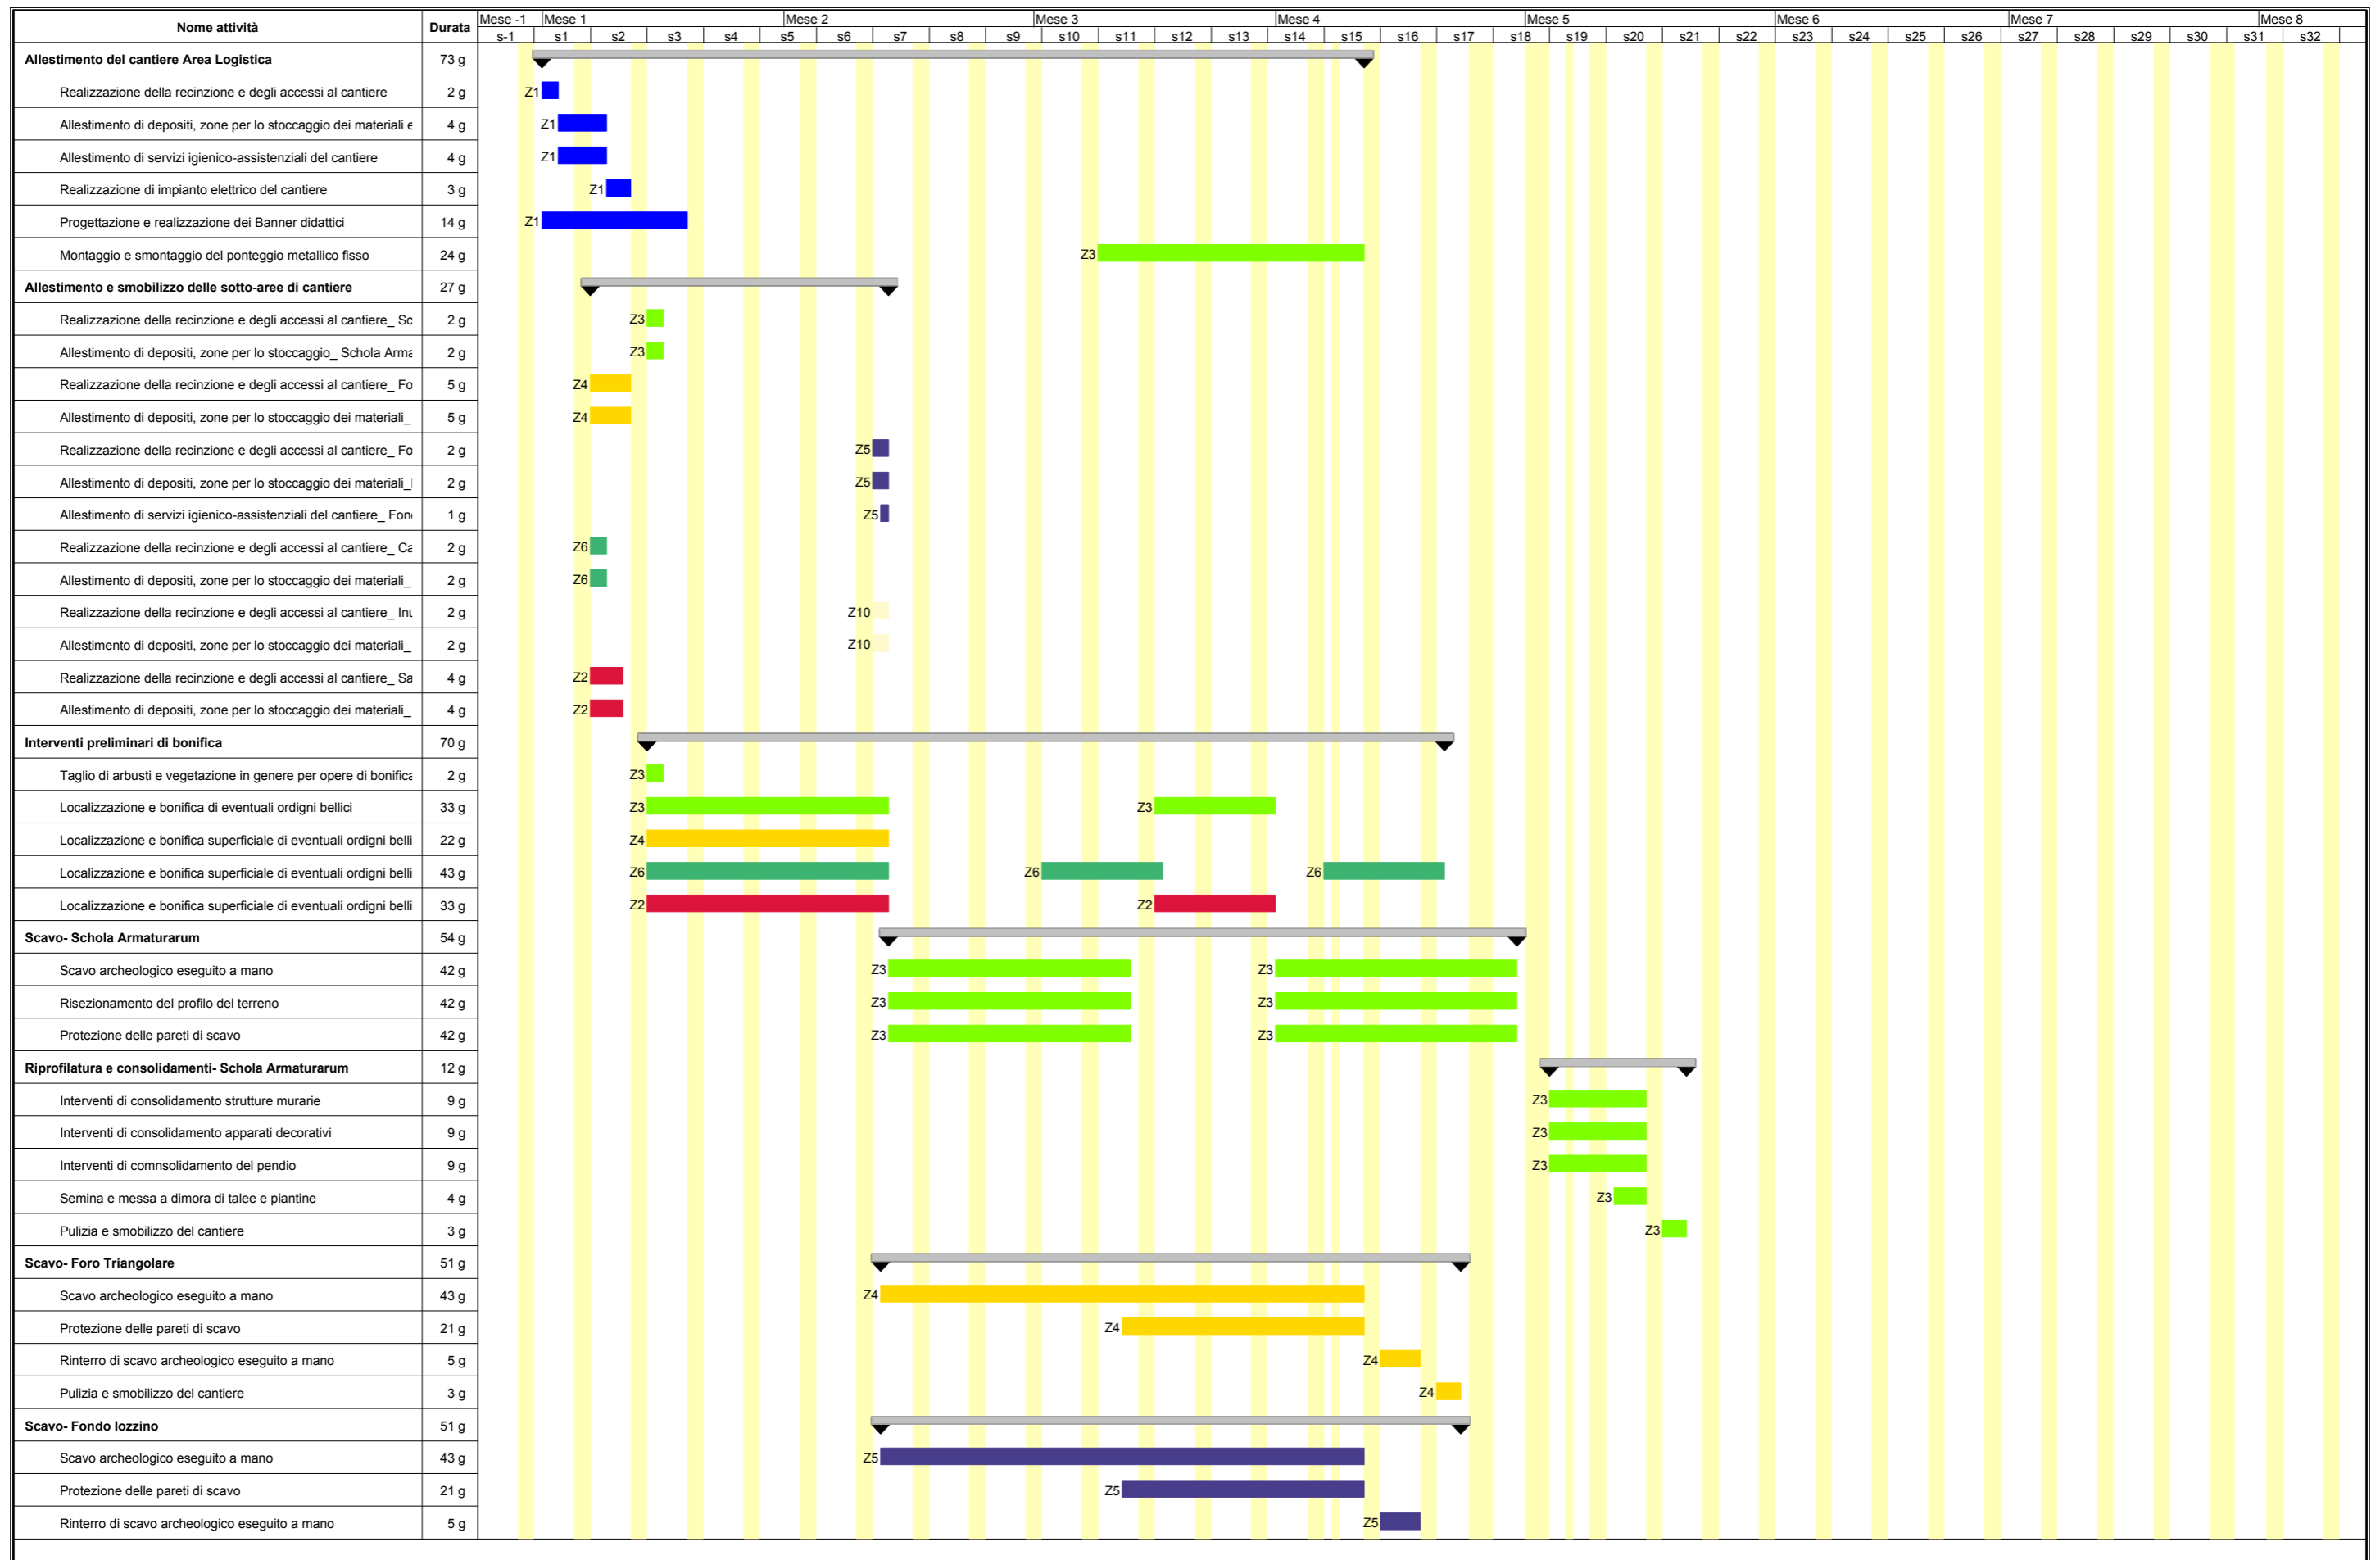 Nome attività Durata Mese -1 Mese 1 Mese 2 Mese 3 Mese 4 Mese 5 Mese 6 Mese 7 Mese 8
s-1 s1 s2 s3 s4 s5 s6 s7 s8 s9 s10 s11 s12 s13 s14 s15 s16 s17 s18 s19 s20 s21 s22 s23 s24 s25 s26 s27 s28 s29 s30 s31 s32
Allestimento del cantiere Area Logistica 73 g
Realizzazione della recinzione e degli accessi al cantiere 2 g Z1
Allestimento di depositi, zone per lo stoccaggio dei materiali e 4 g Z1
Allestimento di servizi igienico-assistenziali del cantiere 4 g Z1
Realizzazione di impianto elettrico del cantiere 3 g Z1
Progettazione e realizzazione dei Banner didattici 14 g Z1
Montaggio e smontaggio del ponteggio metallico fisso 24 g Z3
Allestimento e smobilizzo delle sotto-aree di cantiere 27 g
Realizzazione della recinzione e degli accessi al cantiere_ Sc 2 g Z3
Allestimento di depositi, zone per lo stoccaggio_ Schola Arma 2 g Z3
Realizzazione della recinzione e degli accessi al cantiere_ Fo 5 g Z4
Allestimento di depositi, zone per lo stoccaggio dei materiali_ 5 g Z4
Realizzazione della recinzione e degli accessi al cantiere_ Fo 2 g Z5
Allestimento di depositi, zone per lo stoccaggio dei materiali_ 2 g Z5
Allestimento di servizi igienico-assistenziali del cantiere_ Fon 1 g Z5
Realizzazione della recinzione e degli accessi al cantiere_ Ca 2 g Z6
Allestimento di depositi, zone per lo stoccaggio dei materiali_ 2 g Z6
Realizzazione della recinzione e degli accessi al cantiere_ Inu 2 g Z10
Allestimento di depositi, zone per lo stoccaggio dei materiali_ 2 g Z10
Realizzazione della recinzione e degli accessi al cantiere_ Sa 4 g Z2
Allestimento di depositi, zone per lo stoccaggio dei materiali_ 4 g Z2
Interventi preliminari di bonifica 70 g
Taglio di arbusti e vegetazione in genere per opere di bonifica 2 g Z3
Localizzazione e bonifica di eventuali ordigni bellici 33 g Z3 Z3
Localizzazione e bonifica superficiale di eventuali ordigni belli 22 g Z4
Localizzazione e bonifica superficiale di eventuali ordigni belli 43 g Z6 Z6 Z6
Localizzazione e bonifica superficiale di eventuali ordigni belli 33 g Z2 Z2
Scavo- Schola Armaturarum 54 g
Scavo archeologico eseguito a mano 42 g Z3 Z3
Risezionamento del profilo del terreno 42 g Z3 Z3
Protezione delle pareti di scavo 42 g Z3 Z3
Riprofilatura e consolidamenti- Schola Armaturarum 12 g
Interventi di consolidamento strutture murarie 9 g Z3
Interventi di consolidamento apparati decorativi 9 g Z3
Interventi di comnsolidamento del pendio 9 g Z3
Semina e messa a dimora di talee e piantine 4 g Z3
Pulizia e smobilizzo del cantiere 3 g Z3
Scavo- Foro Triangolare 51 g
Scavo archeologico eseguito a mano 43 g Z4
Protezione delle pareti di scavo 21 g Z4
Rinterro di scavo archeologico eseguito a mano 5 g Z4
Pulizia e smobilizzo del cantiere 3 g Z4
Scavo- Fondo Iozzino 51 g
Scavo archeologico eseguito a mano 43 g Z5
Protezione delle pareti di scavo 21 g Z5
Rinterro di scavo archeologico eseguito a mano 5 g Z5